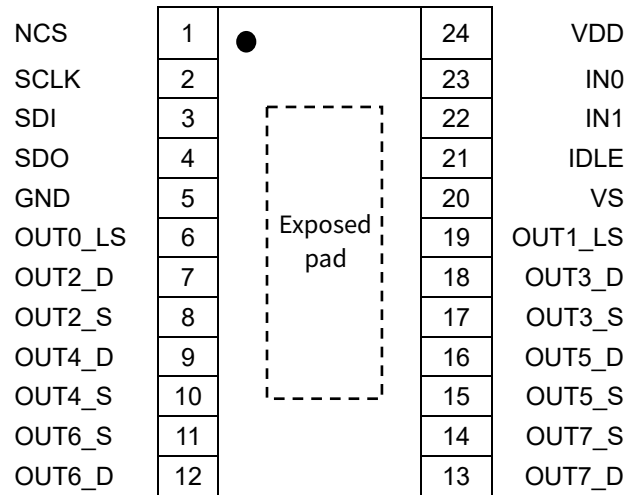 NCS 1 24 VDD
SCLK 2 23 IN0
SDI 3 22 IN1
SDO 4 21 IDLE
GND 5 20 VS
OUT0_LS 6 Exposed 19 OUT1_LS
OUT2_D 7 pad 18 OUT3_D
OUT2_S 8 17 OUT3_S
OUT4_D 9 16 OUT5_D
OUT4_S 10 15 OUT5_S
OUT6_S 11 14 OUT7_S
OUT6_D 12 13 OUT7_D